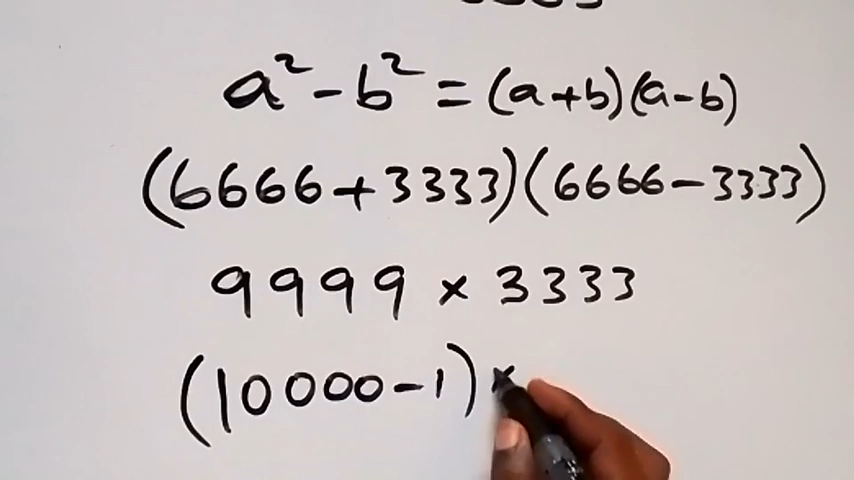 a² - b² = (a+b)(a-b)
(6666+3333)(6666-3333)
9999 × 3333
(10000-1) ×